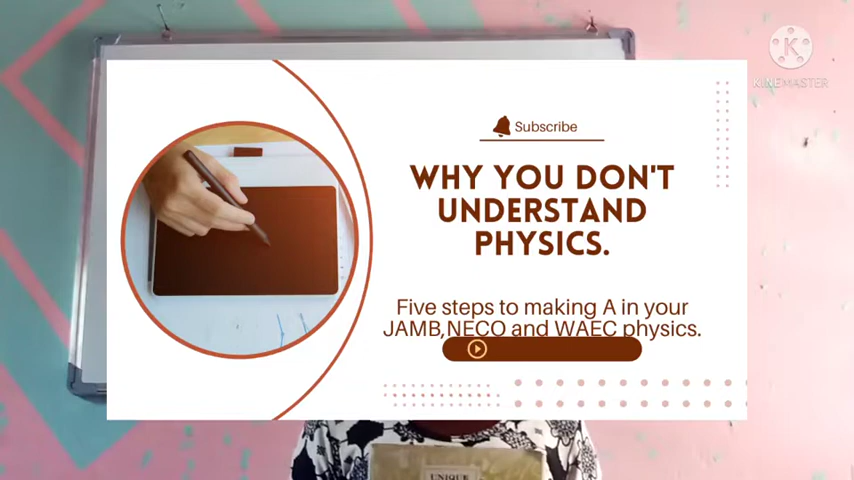 KINEMASTER
Subscribe
WHY YOU DON'T
UNDERSTAND
PHYSICS.
Five steps to making A in your
JAMB,NECO and WAEC physics.
UNIQUE